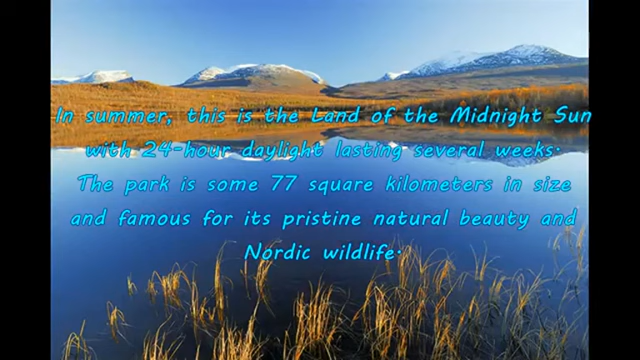 In summer, this is the Land of the Midnight Sun
with 24-hour daylight lasting several weeks.
The park is some 77 square kilometers in size
and famous for its pristine natural beauty and
Nordic wildlife.